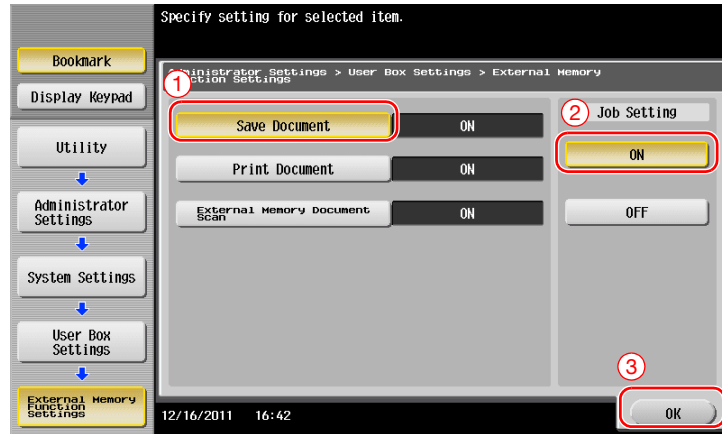 Specify setting for selected item.
Bookmark
Display Keypad
Utility
Administrator
Settings
System Settings
User Box
Settings
External Memory
Function
Settings
1
ministrator Settings > User Box Settings > External Memory
ction Settings
Save Document ON
Print Document ON
External Memory Document
Scan
ON
2
Job Setting
ON
OFF
3
12/16/2011 16:42
OK